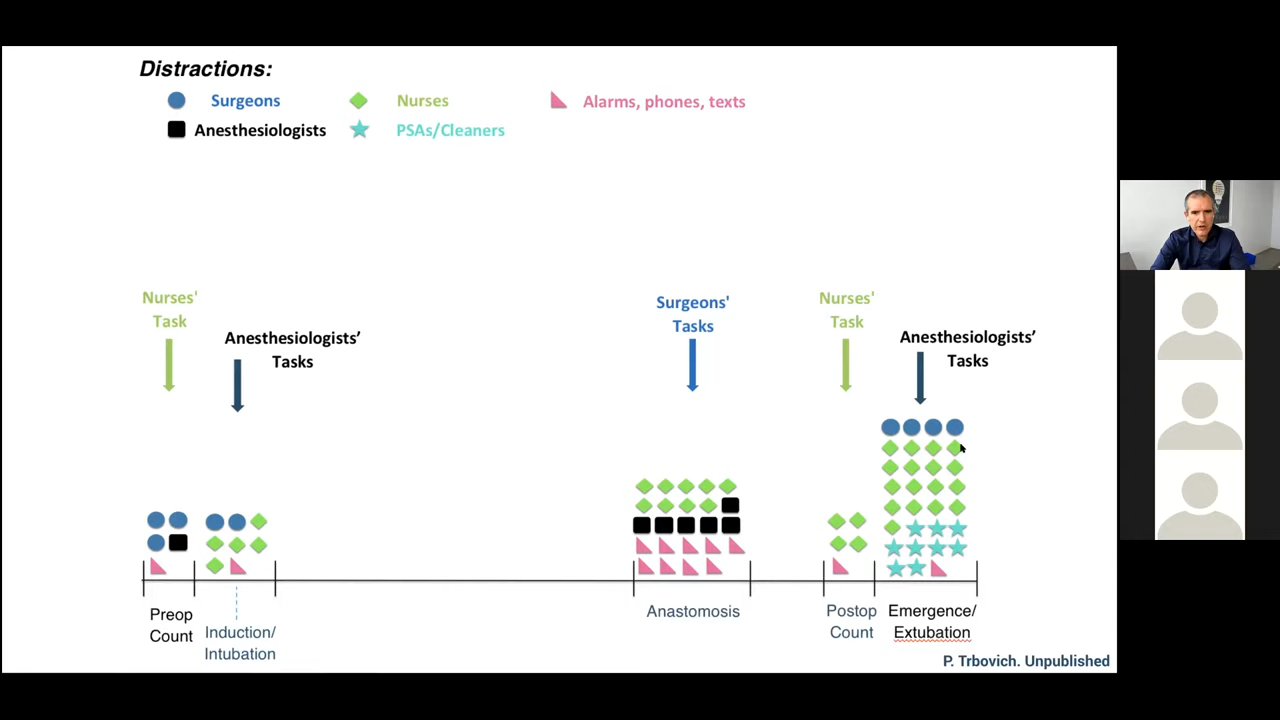 Distractions:
Surgeons
Nurses
Alarms, phones, texts
Anesthesiologists
PSAs/Cleaners
Nurses'
Task
Anesthesiologists’
Tasks
Surgeons'
Tasks
Nurses'
Task
Anesthesiologists’
Tasks
Preop
Count
Induction/
Intubation
Anastomosis
Postop
Count
Emergence/
Extubation
P. Trbovich. Unpublished